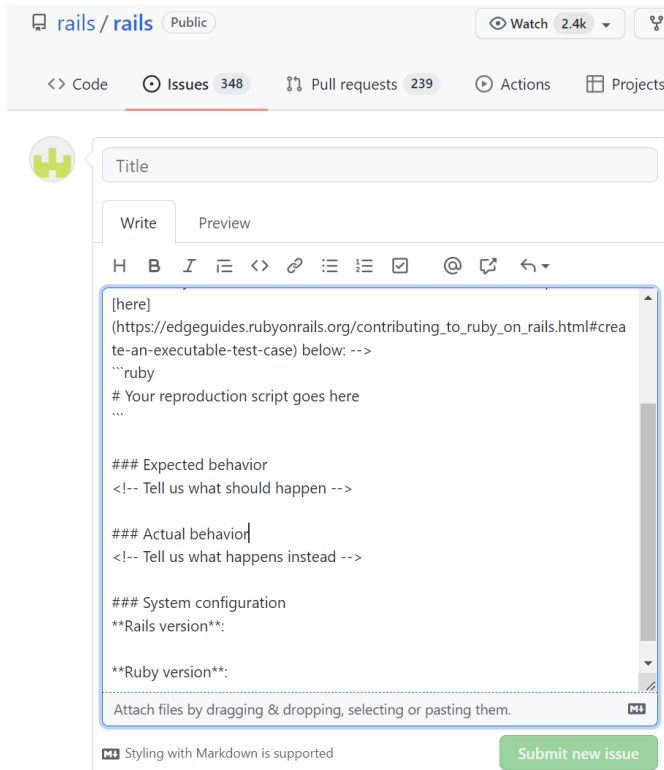 rails / rails Public
Watch 2.4k
Code
Issues 348
Pull requests 239
Actions
Projects
Title
Write
Preview
[here]
(https://edgeguides.rubyonrails.org/contributing_to_ruby_on_rails.html#crea
te-an-executable-test-case) below: -->
```ruby
# Your reproduction script goes here
```
### Expected behavior
<!-- Tell us what should happen -->
### Actual behavior
<!-- Tell us what happens instead -->
### System configuration
**Rails version**:
**Ruby version**:
Attach files by dragging & dropping, selecting or pasting them.
Styling with Markdown is supported
Submit new issue